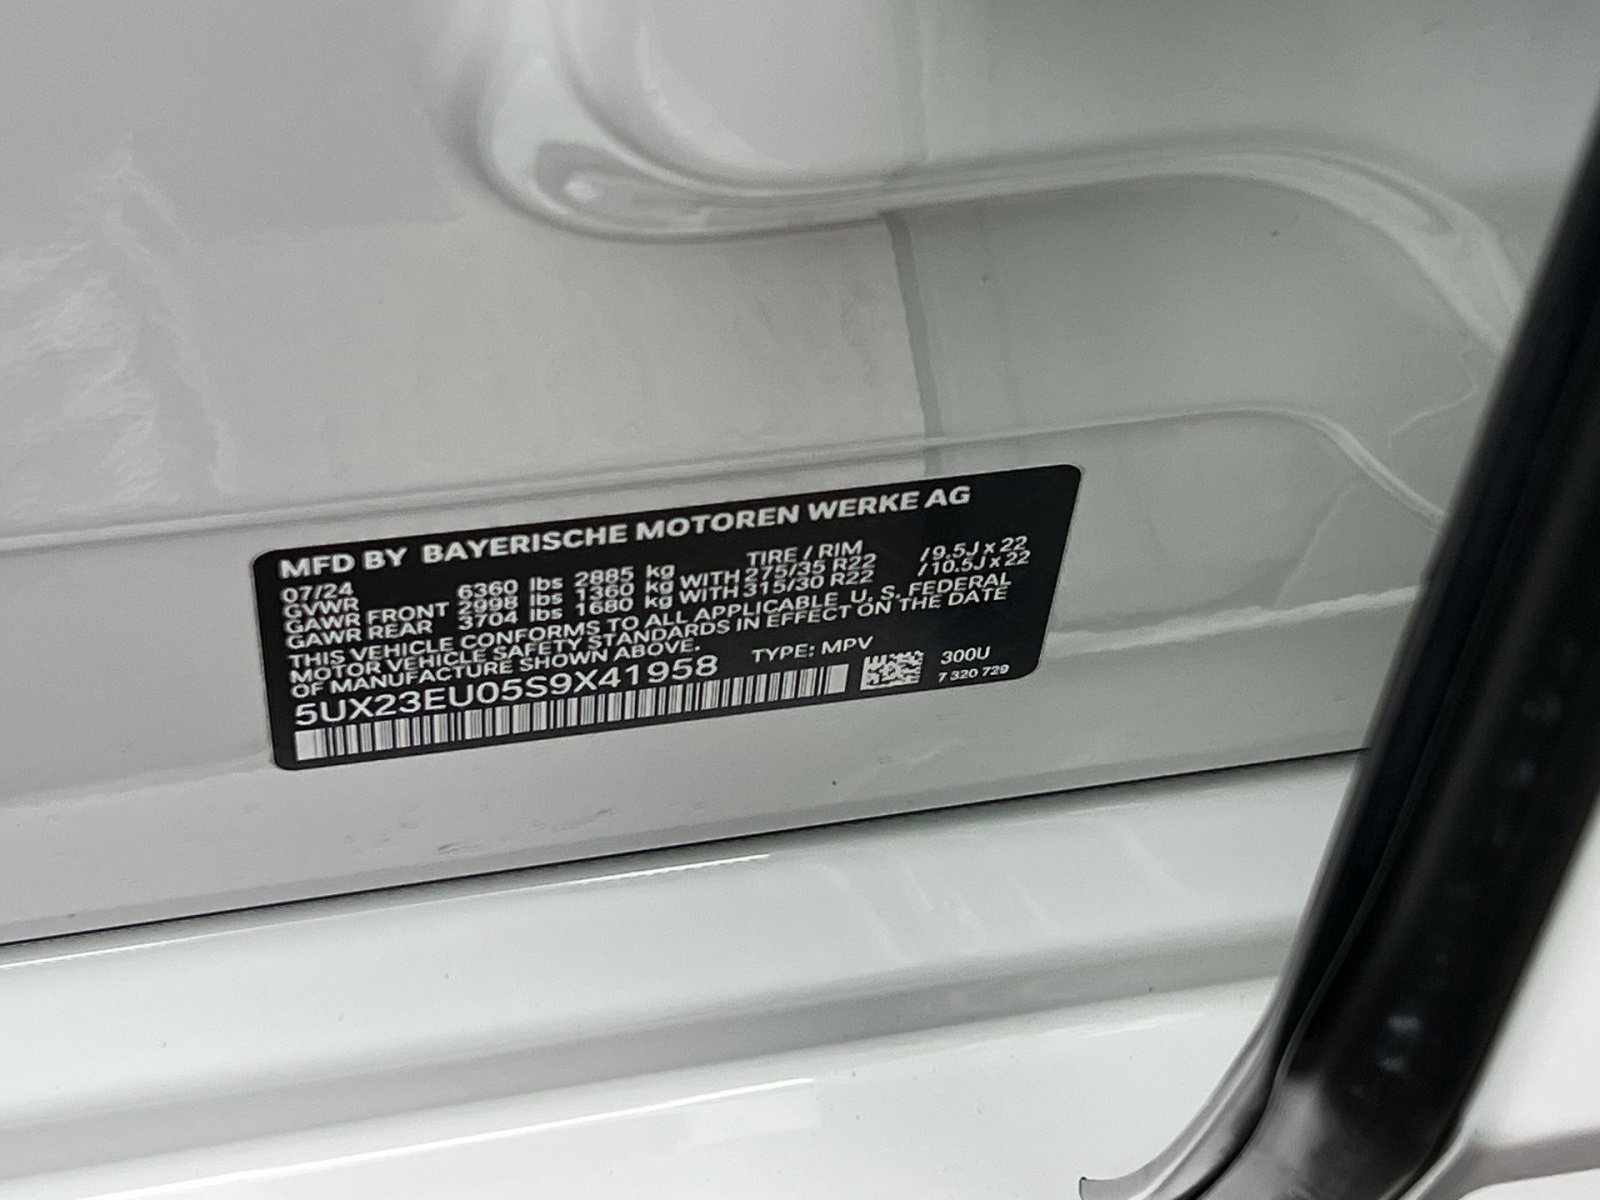 MFD BY BAYERISCHE MOTOREN WERKE AG
07/24 TIRE / RIM
GVWR 6360 lbs 2885 kg
GAWR FRONT 2998 lbs 1360 kg WITH 275/35 R22 /9.5J x 22
GAWR REAR 3704 lbs 1680 kg WITH 315/30 R22 /10.5J x 22
THIS VEHICLE CONFORMS TO ALL APPLICABLE U. S. FEDERAL
MOTOR VEHICLE SAFETY STANDARDS IN EFFECT ON THE DATE
OF MANUFACTURE SHOWN ABOVE.
5UX23EU05S9X41958 TYPE: MPV
300U
7 320 729